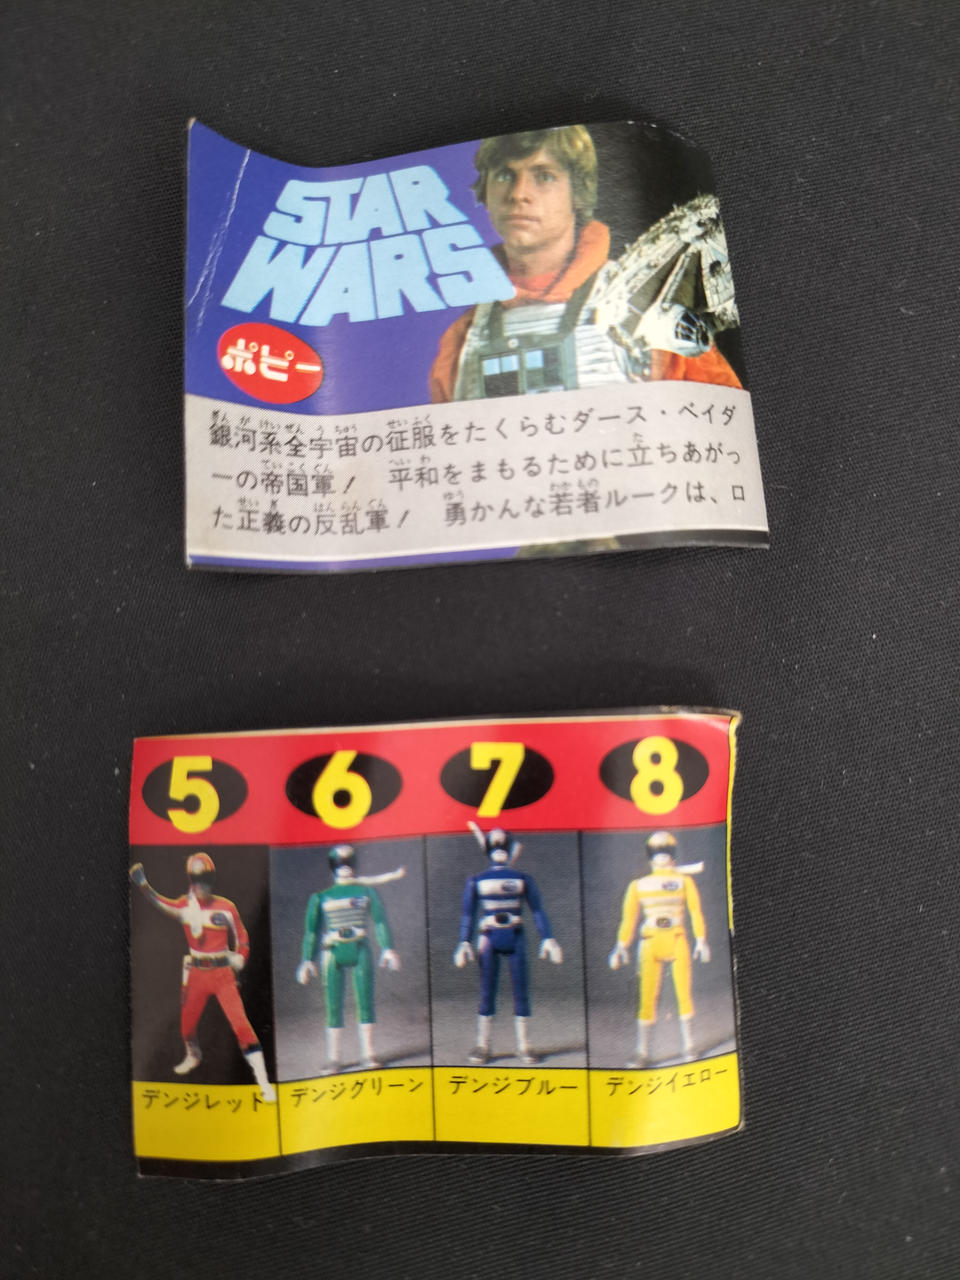 STAR
WARS
ポピー
銀河系全宇宙の征服をたくらむダース・ベイダ
ーの帝国軍! 平和をまもるために立ちあがっ
た正義の反乱軍! 勇かんな若者ルークは、ロ
5 6 7 8
デンジレッド デンジグリーン デンジブルー デンジイエロー